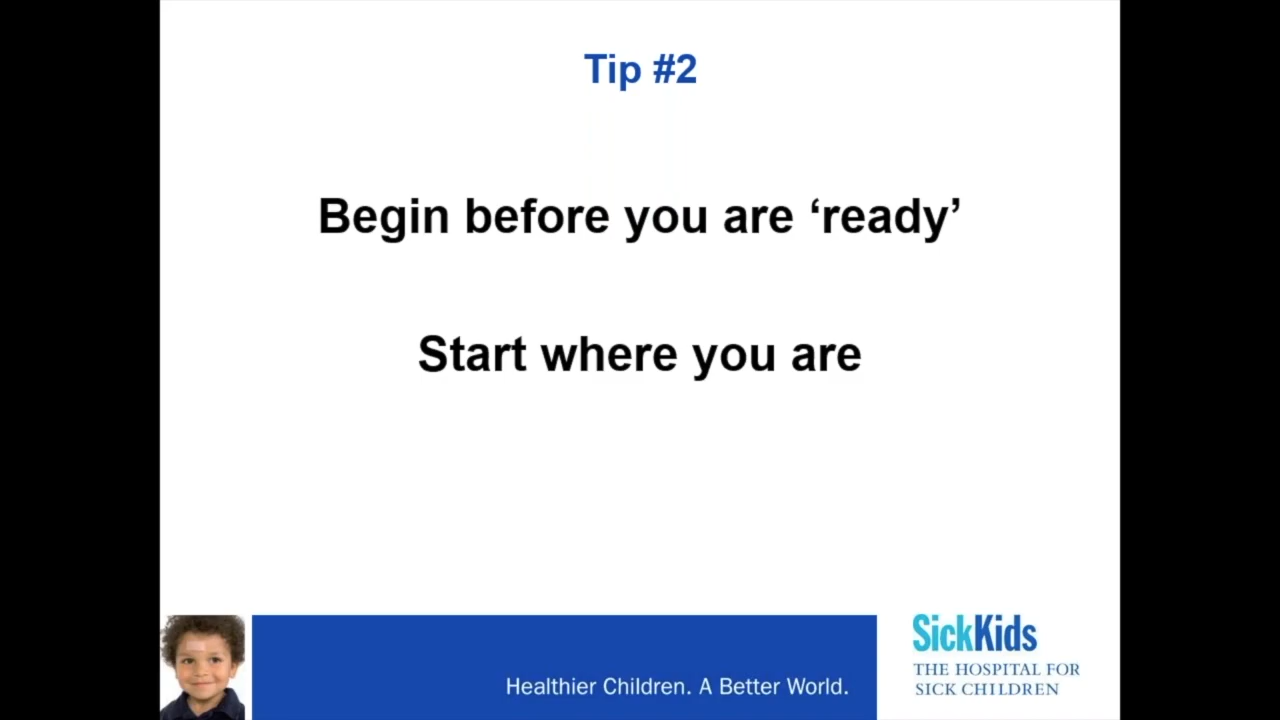 Tip #2
Begin before you are ‘ready’
Start where you are
Healthier Children. A Better World.
SickKids
THE HOSPITAL FOR
SICK CHILDREN